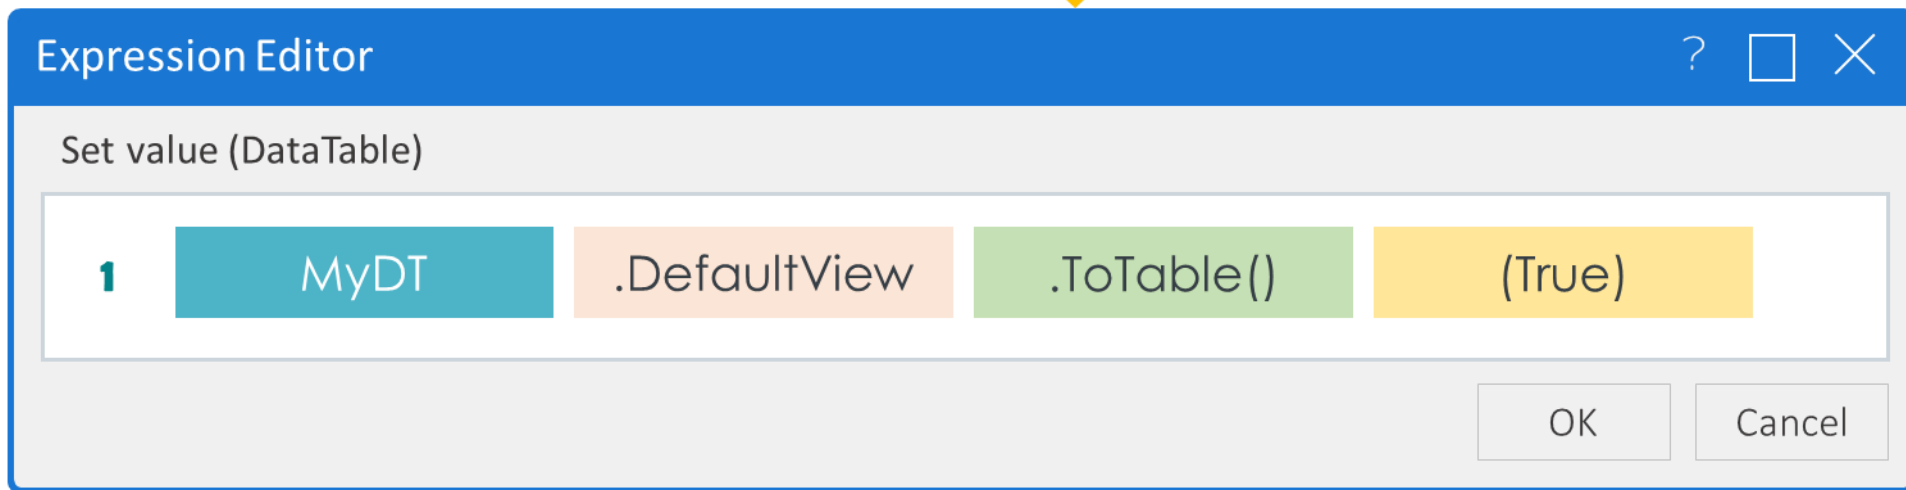 Expression Editor ?
Set value (DataTable)
1 MyDT .DefaultView .ToTable() (True)
OK Cancel